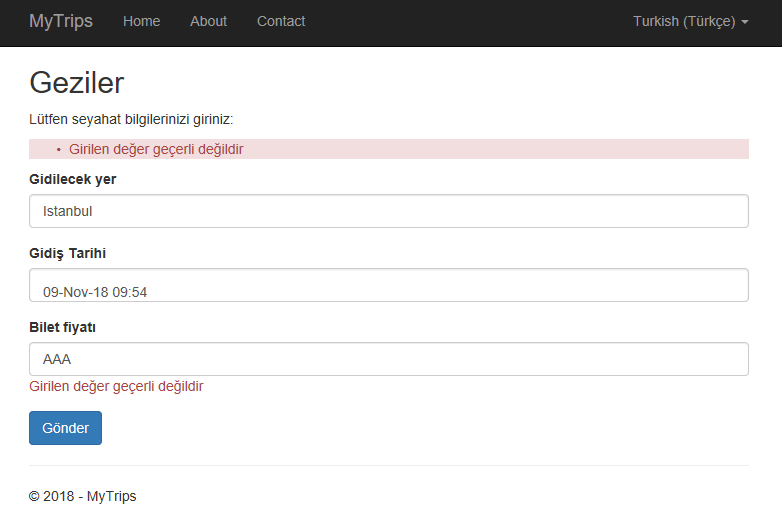 MyTrips Home About Contact Turkish (Türkçe)
Geziler
Lütfen seyahat bilgilerinizi giriniz:
• Girilen değer geçerli değildir
Gidilecek yer
Istanbul
Gidiş Tarihi
09-Nov-18 09:54
Bilet fiyatı
AAA
Girilen değer geçerli değildir
Gönder
© 2018 - MyTrips